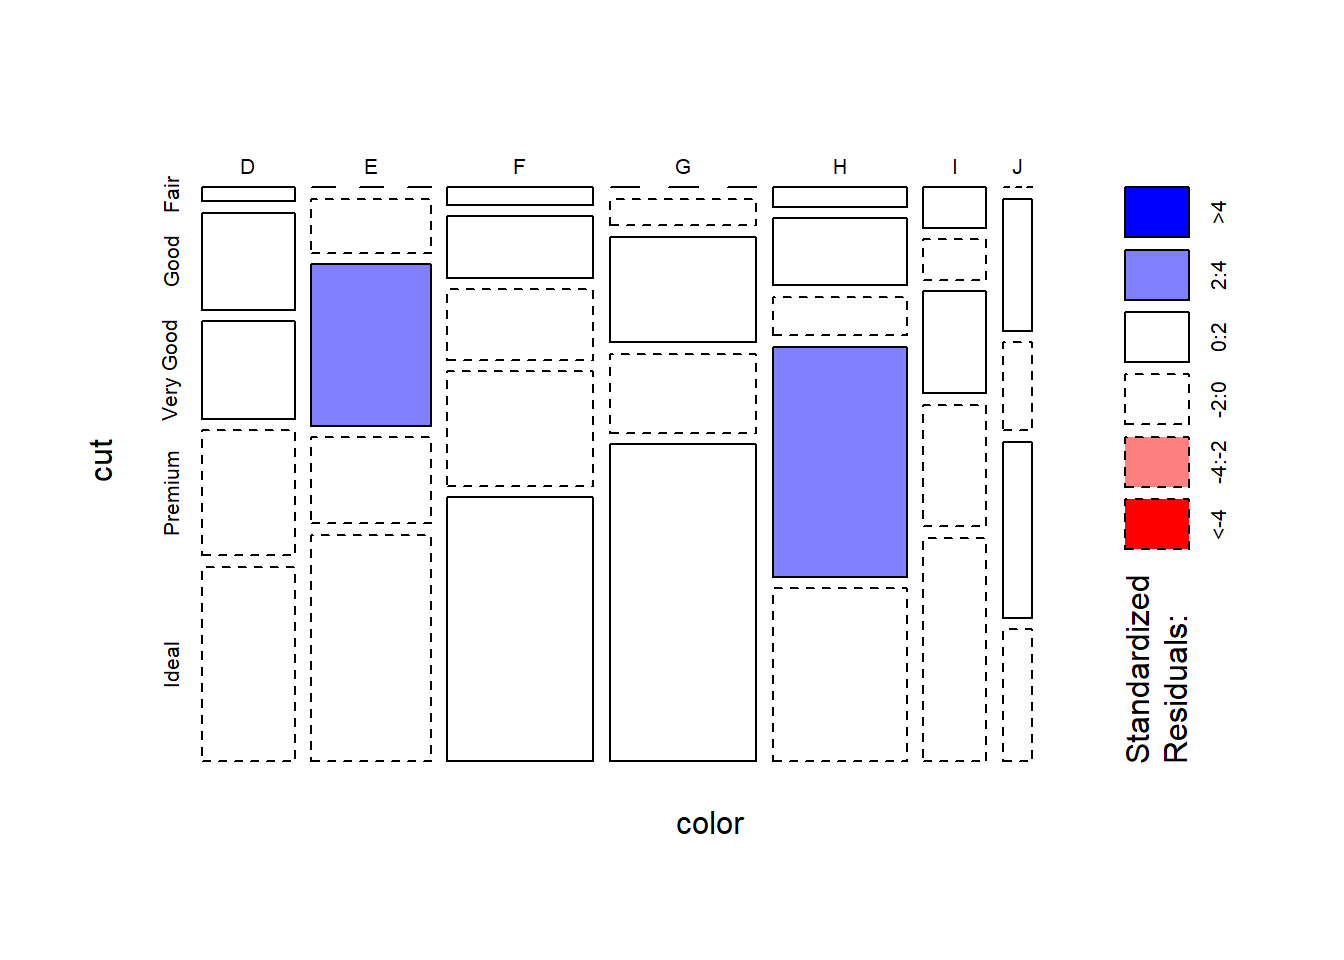 D E F G H I J
Fair
Good
Very Good
Premium
Ideal
cut
color
>4
2:4
0:2
-2:0
-4:-2
<-4
Standardized
Residuals: